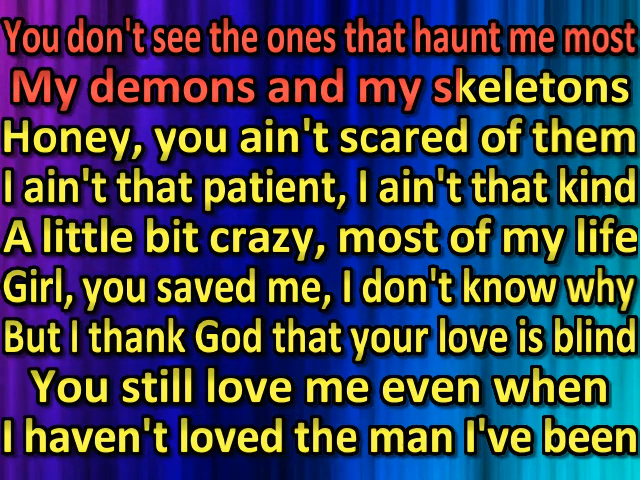 You don't see the ones that haunt me most
My demons and my skeletons
Honey, you ain't scared of them
I ain't that patient, I ain't that kind
A little bit crazy, most of my life
Girl, you saved me, I don't know why
But I thank God that your love is blind
You still love me even when
I haven't loved the man I've been